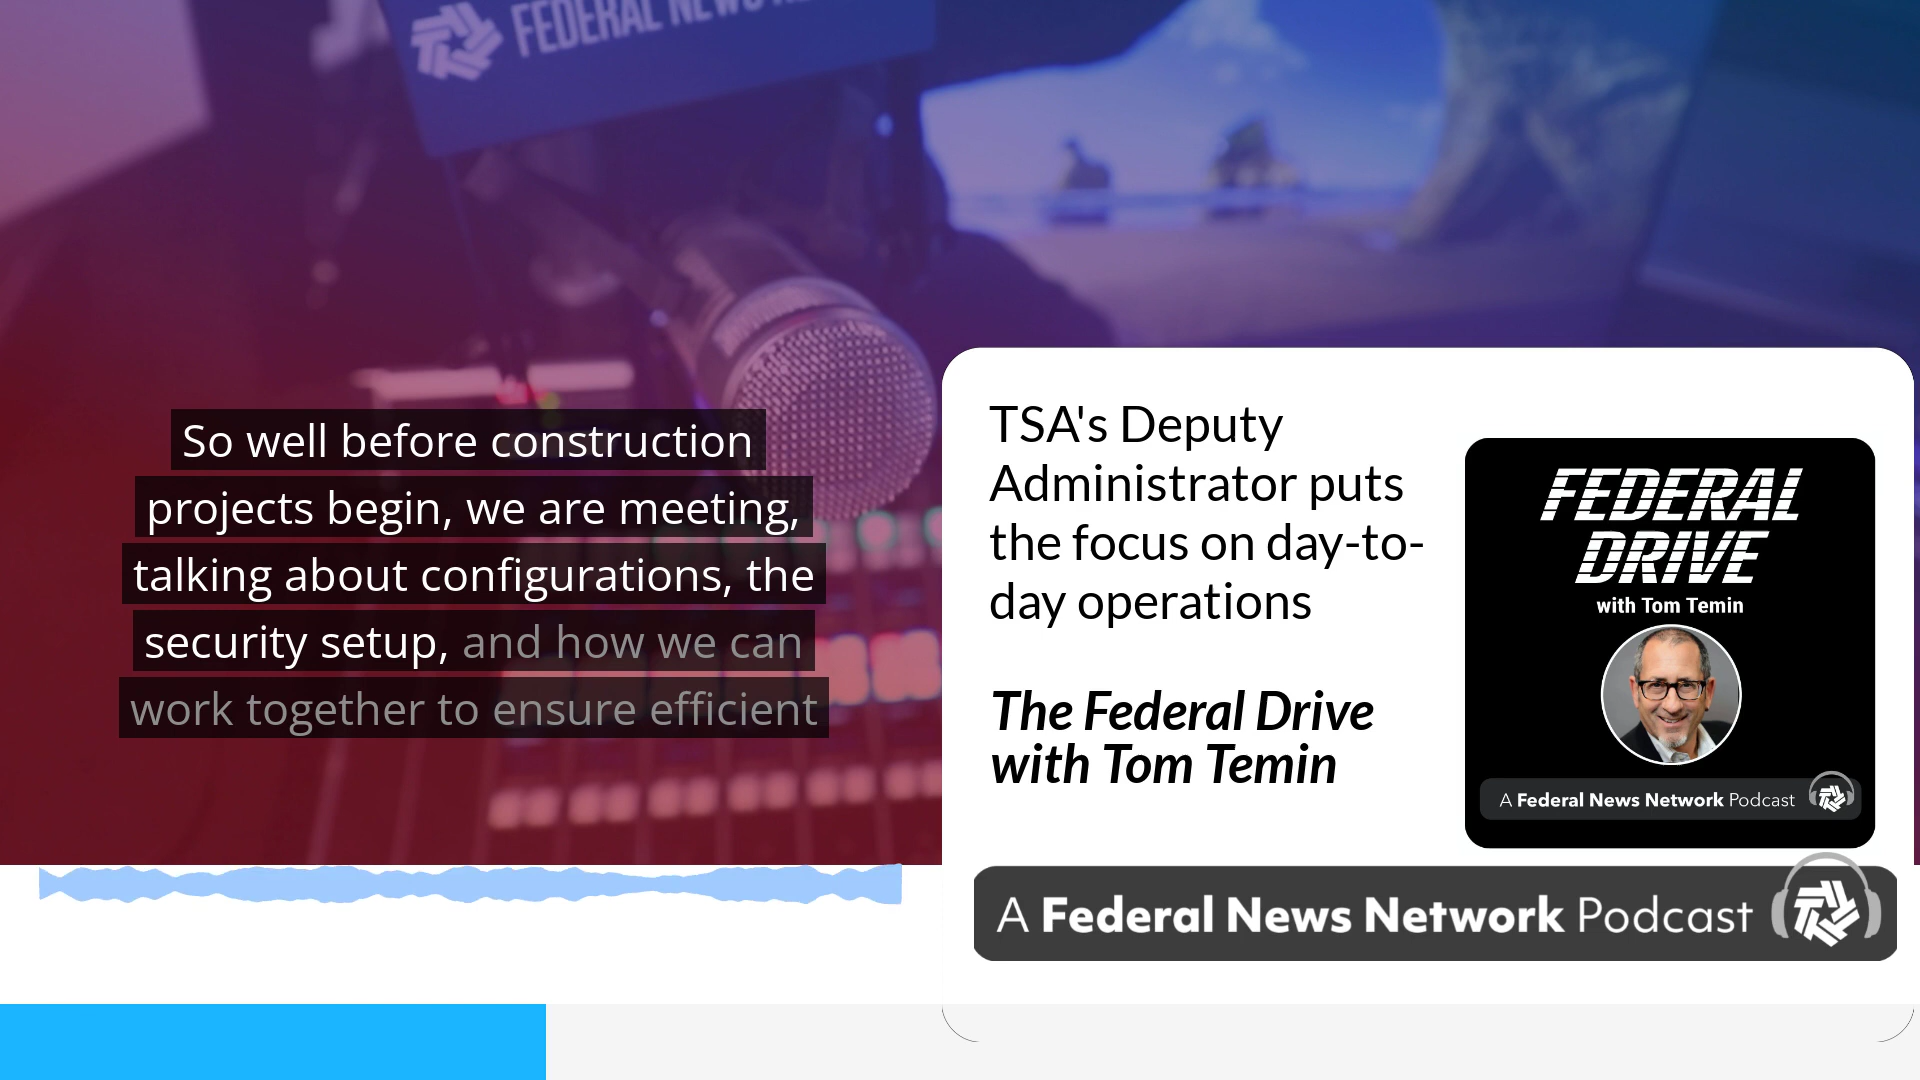 FEDERAL NEWS
So well before construction
projects begin, we are meeting,
talking about configurations, the
security setup, and how we can
work together to ensure efficient
TSA's Deputy
Administrator puts
the focus on day-to-
day operations
The Federal Drive
with Tom Temin
FEDERAL
DRIVE
with Tom Temin
A Federal News Network Podcast
A Federal News Network Podcast